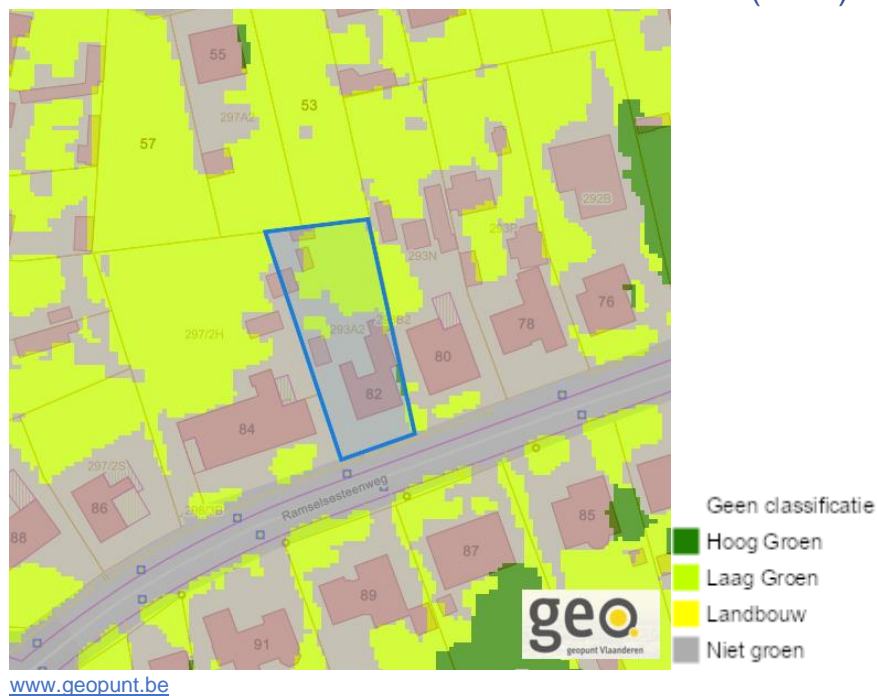 55
53
297A2
57
292B
293P
293N
76
297/2H
293A2
78
80
82
84
297/2S
86
88
Ramselsesteenweg
85
87
89
91
geo.
geopunt Vlaanderen
Geen classificatie
Hoog Groen
Laag Groen
Landbouw
Niet groen
www.geopunt.be